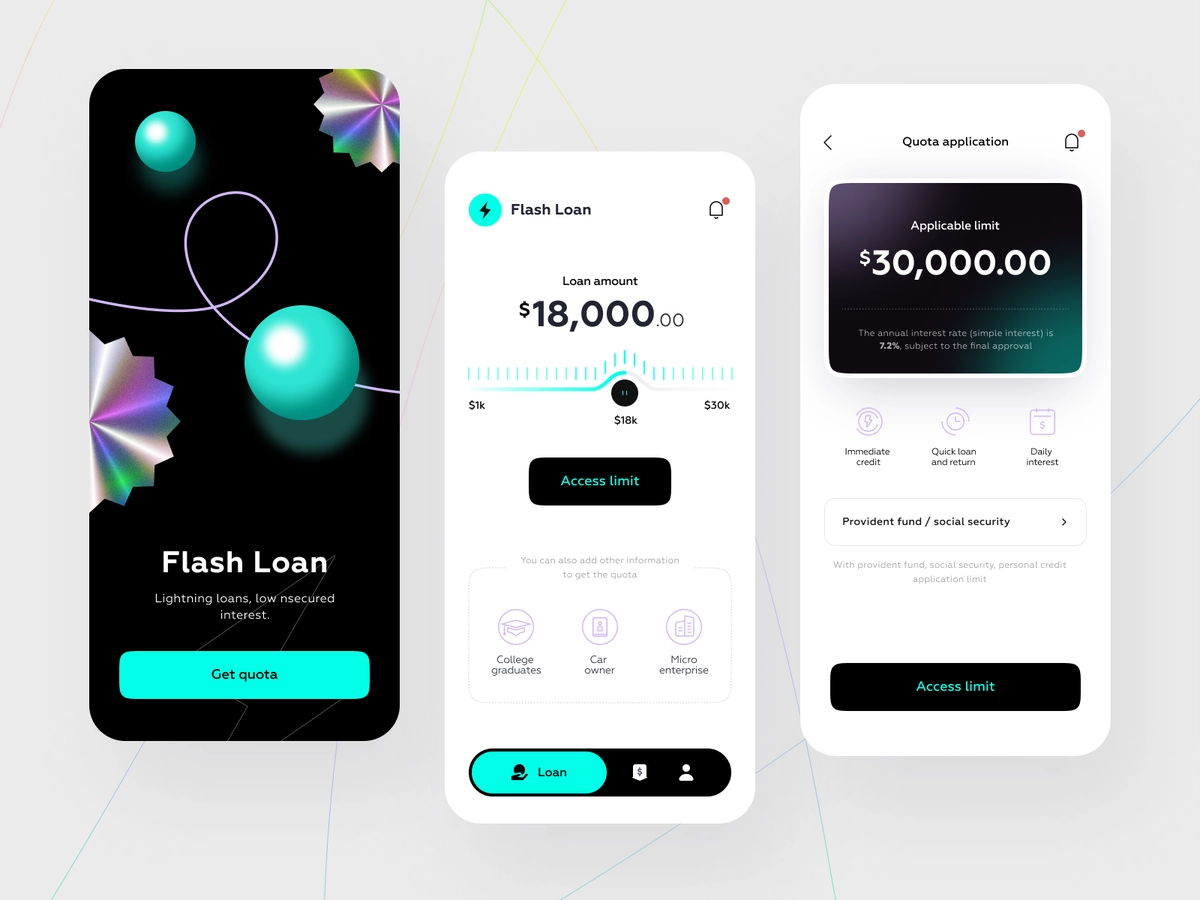 Flash Loan
Lightning loans, low nsecured
interest.
Get quota
Flash Loan
Loan amount
$18,000.00
$1k
$18k
$30k
Access limit
You can also add other information
to get the quota
College
graduates
Car
owner
Micro
enterprise
Loan
$
Quota application
Applicable limit
$30,000.00
The annual interest rate (simple interest) is
7.2%, subject to the final approval
Immediate
credit
Quick loan
and return
$
Daily
interest
Provident fund / social security
With provident fund, social security, personal credit
application limit
Access limit